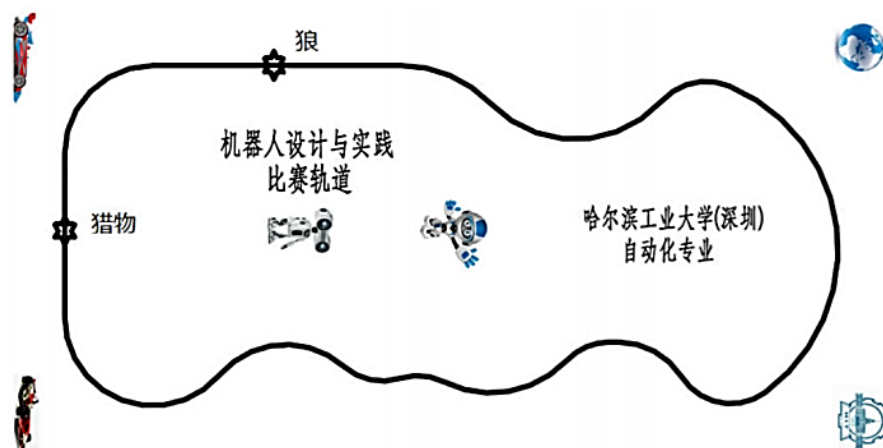 狼
机器人设计与实践
比赛轨道
猎物
哈尔滨工业大学(深圳)
自动化专业